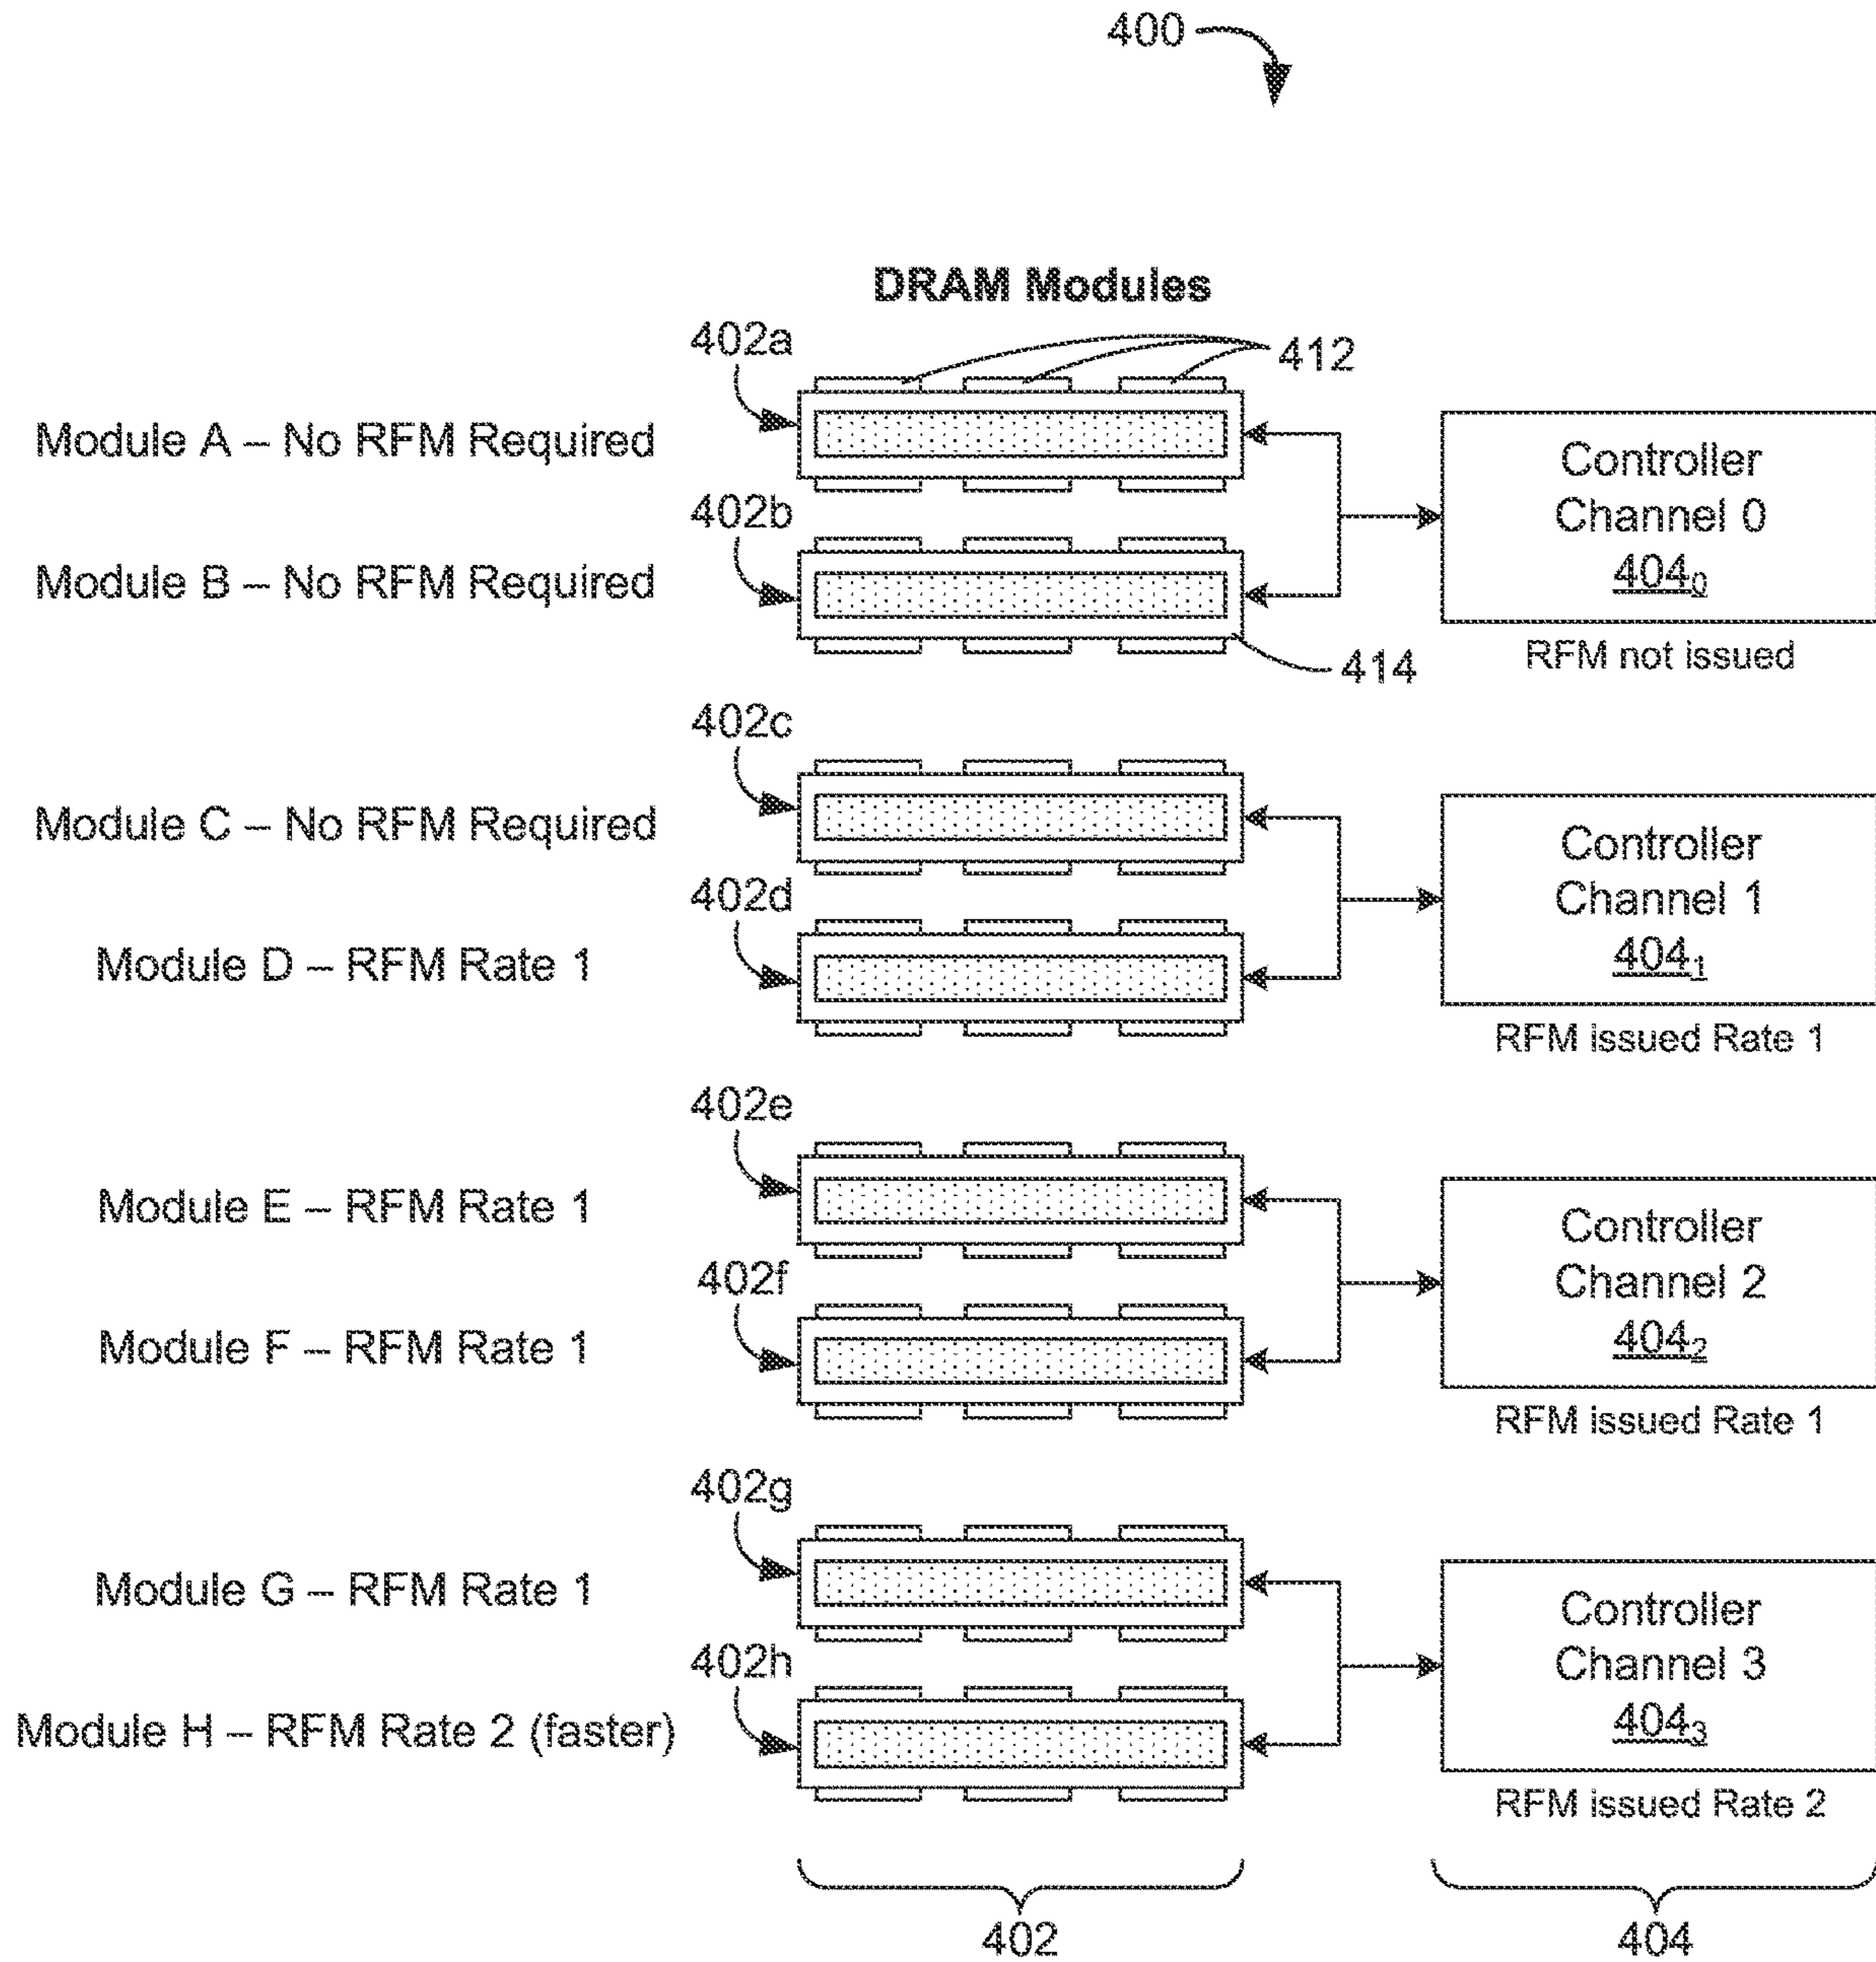 400
DRAM Modules
402a
412
Module A – No RFM Required
Controller
Channel 0
404₀
402b
Module B – No RFM Required
RFM not issued
414
402c
Module C – No RFM Required
Controller
Channel 1
404₁
402d
Module D – RFM Rate 1
RFM issued Rate 1
402e
Module E – RFM Rate 1
Controller
Channel 2
404₂
402f
Module F – RFM Rate 1
RFM issued Rate 1
402g
Module G – RFM Rate 1
Controller
Channel 3
404₃
402h
Module H – RFM Rate 2 (faster)
RFM issued Rate 2
402
404